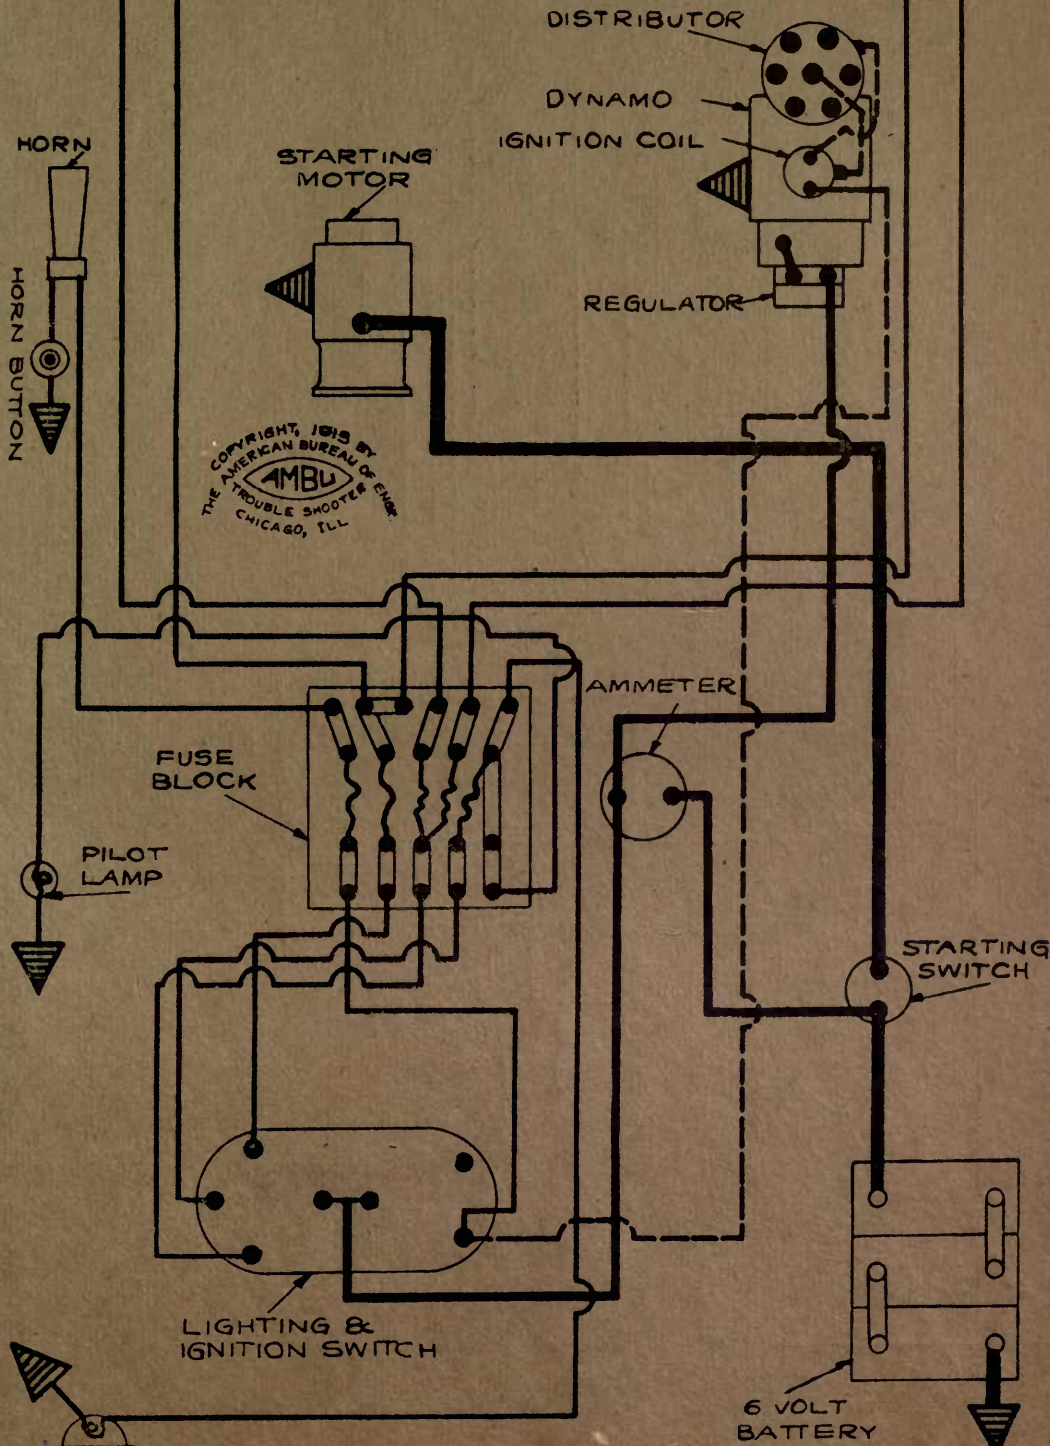 DISTRIBUTOR
DYNAMO
IGNITION COIL
HORN
STARTING
MOTOR
HORN BUTTON
REGULATOR
COPYRIGHT, 1915 BY
THE AMERICAN BUREAU OF ENGR
AMBU
TROUBLE SHOOTER
CHICAGO, ILL
AMMETER
FUSE
BLOCK
PILOT
LAMP
STARTING
SWITCH
LIGHTING &
IGNITION SWITCH
6 VOLT
BATTERY